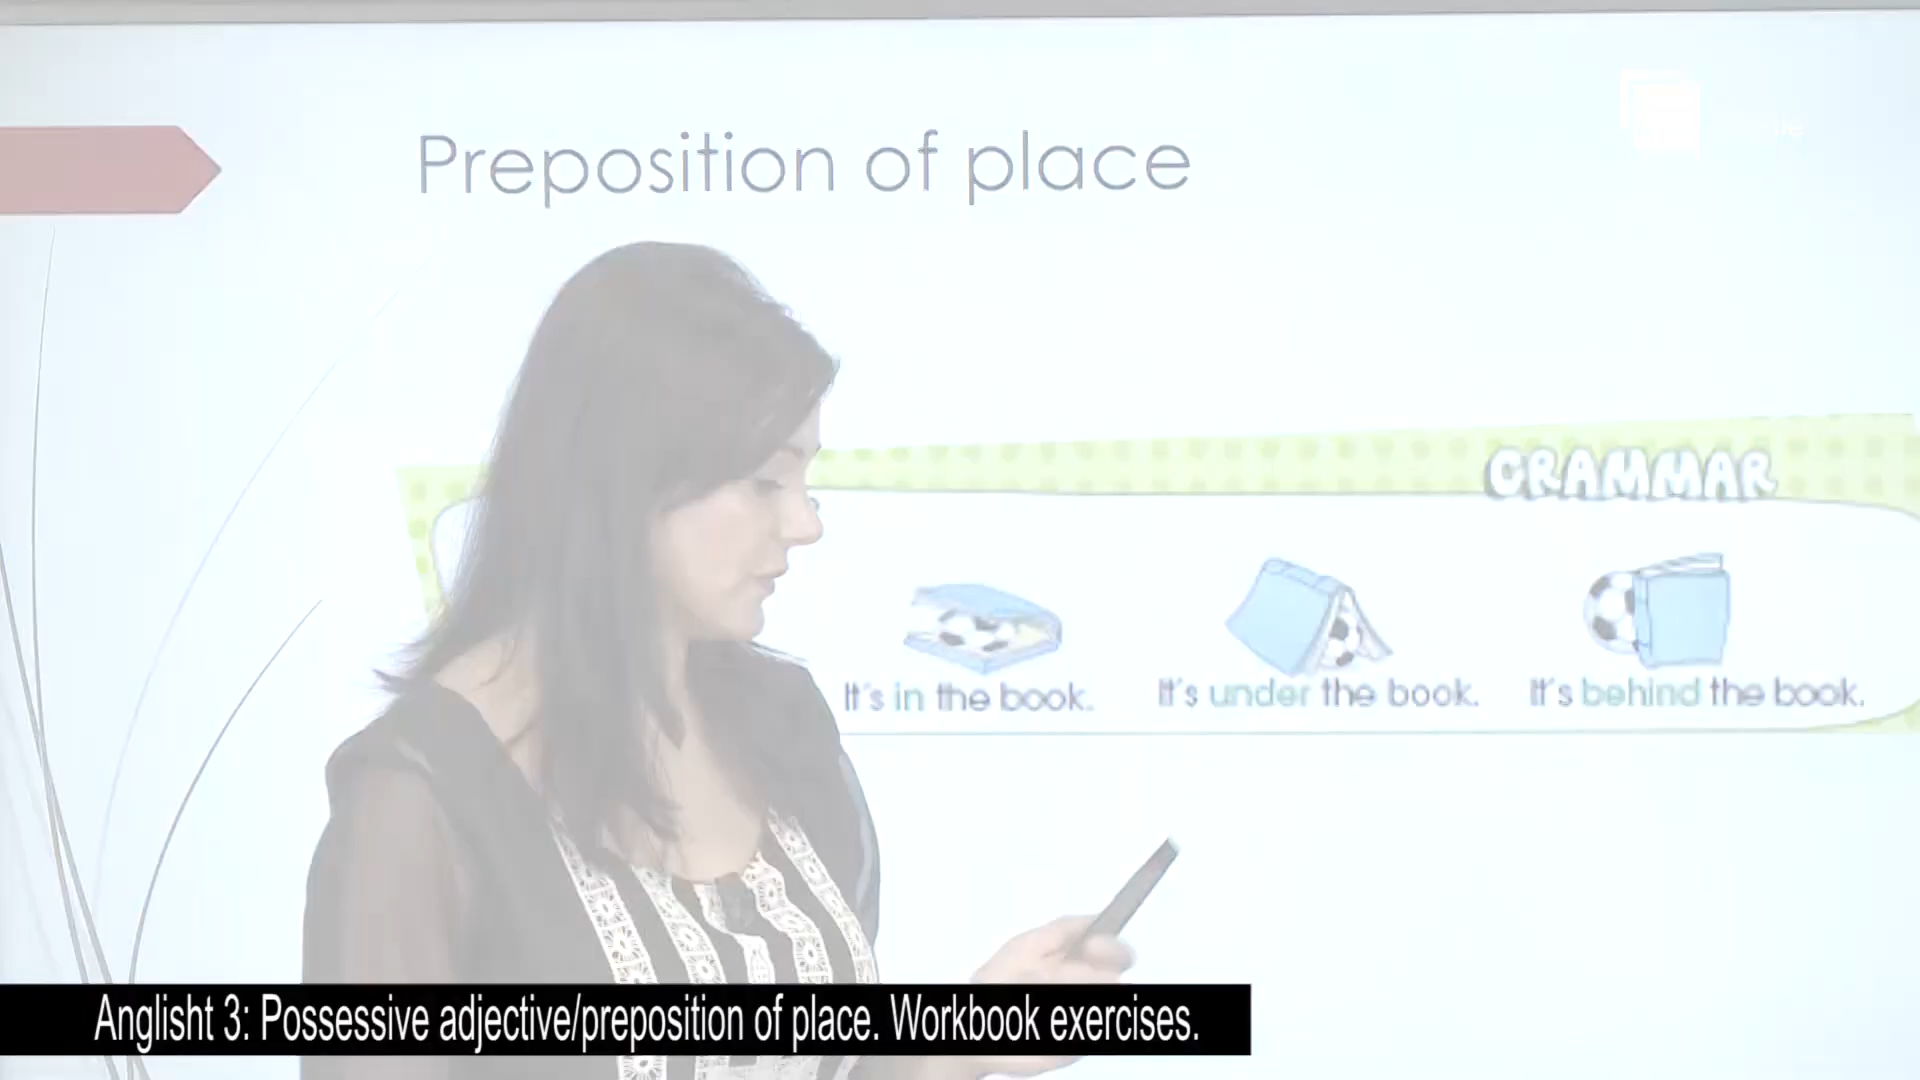 Preposition of place
GRAMMAR
It's in the book.
It's under the book.
It's behind the book.
Anglisht 3: Possessive adjective/preposition of place. Workbook exercises.